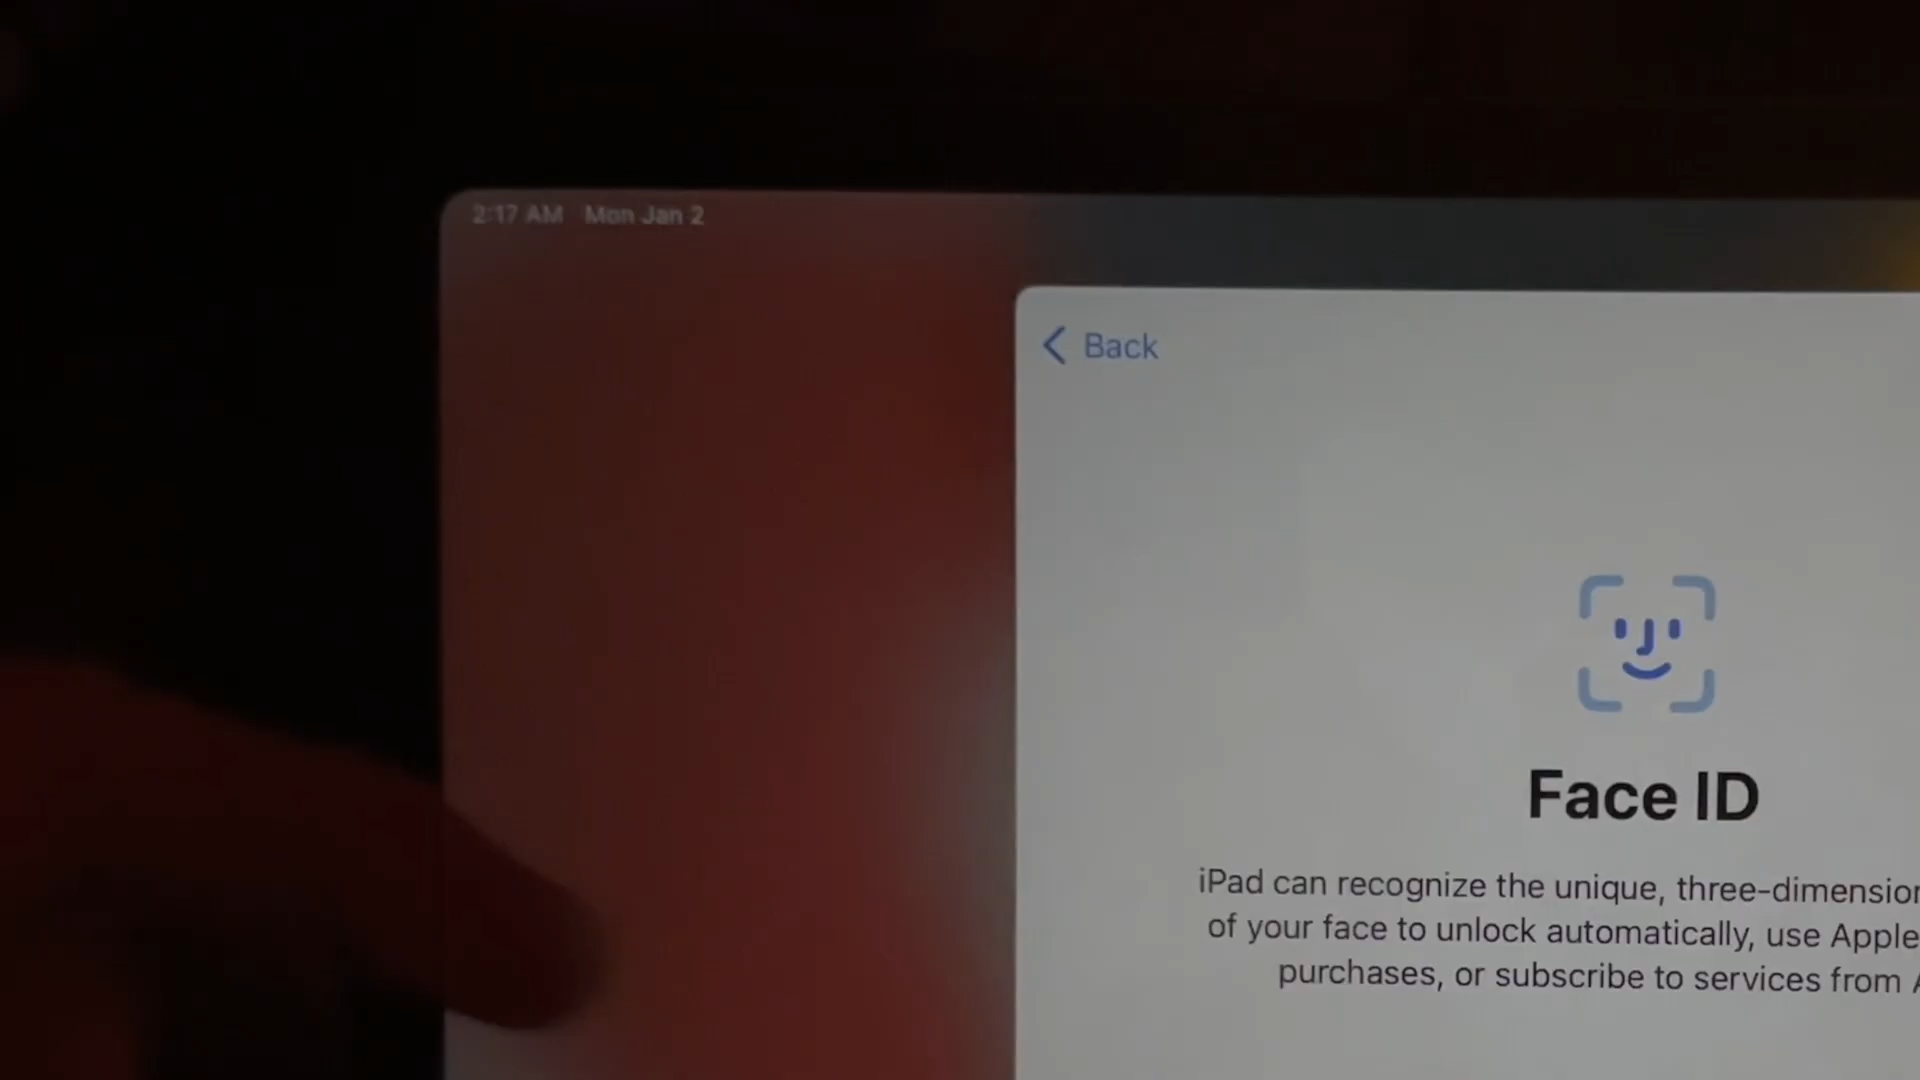 2:17 AM Mon Jan 2
Back
Face ID
iPad can recognize the unique, three-dimension
of your face to unlock automatically, use Apple
purchases, or subscribe to services from A